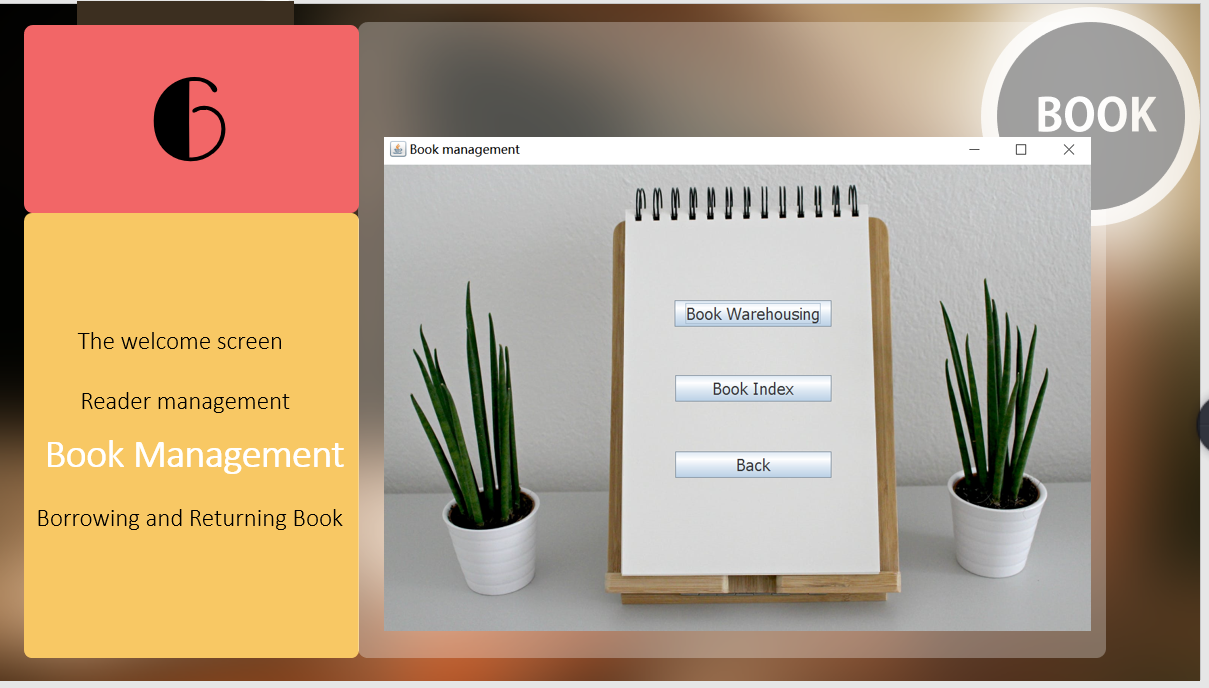 6
The welcome screen
Reader management
Book Management
Borrowing and Returning Book
BOOK
Book management
Book Warehousing
Book Index
Back